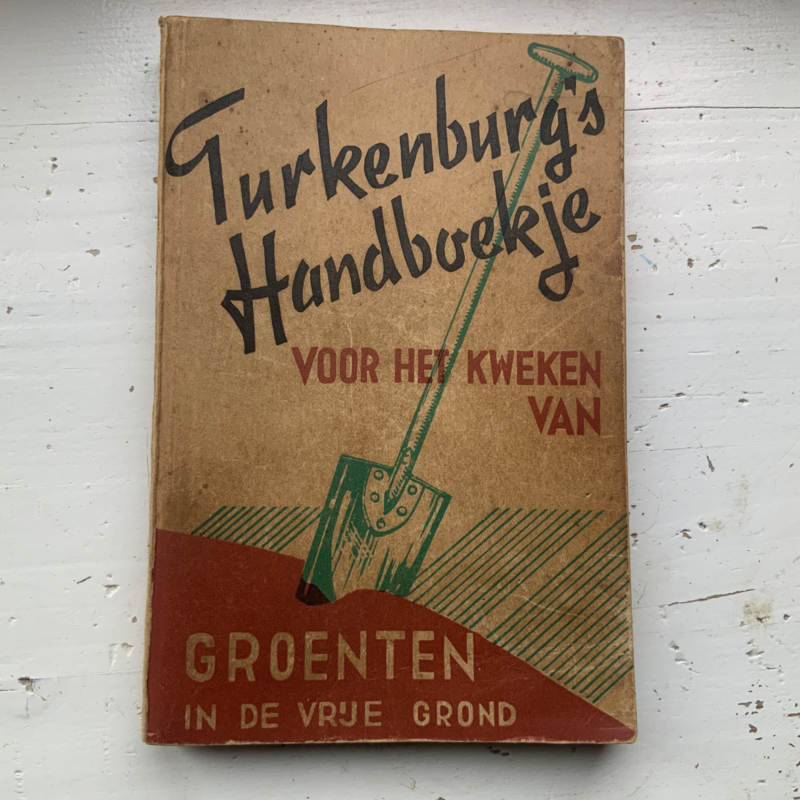 Turkenburg's
Handboekje
VOOR HET KWEKEN
VAN
GROENTEN
IN DE VRIJE GROND